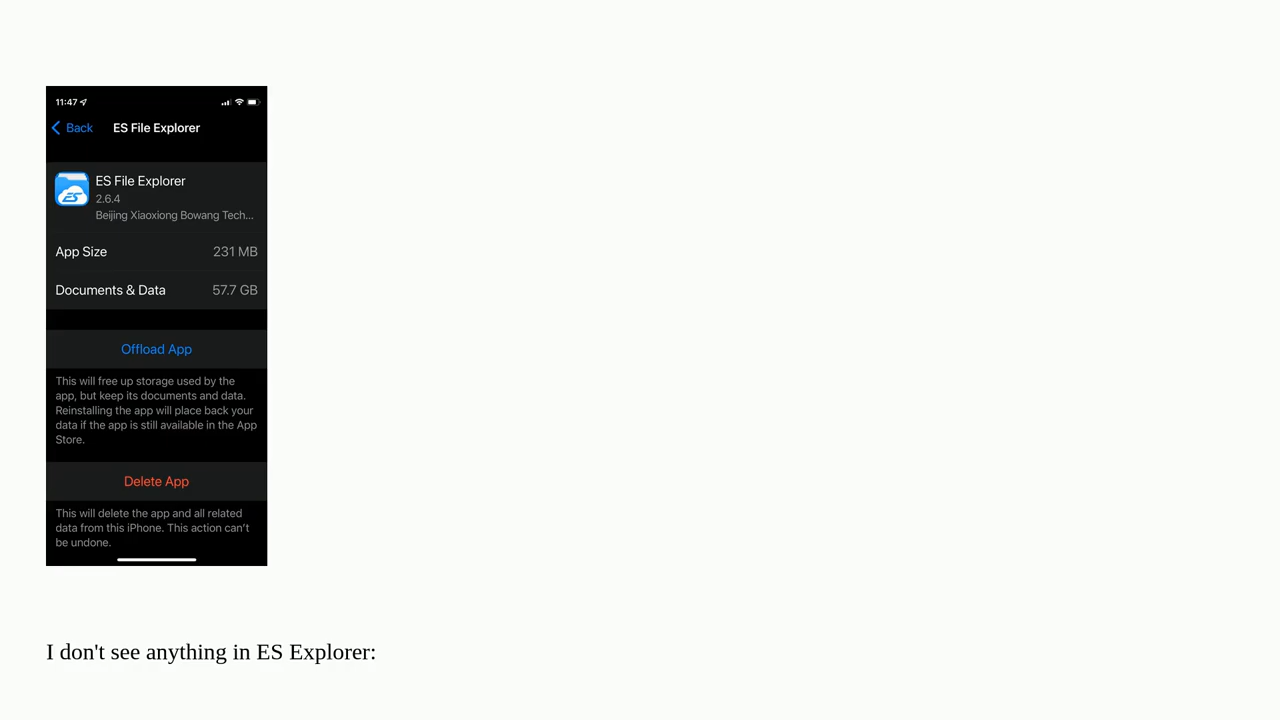 11:47
Back
ES File Explorer
ES File Explorer
2.6.4
Beijing Xiaoxiong Bowang Tech...
App Size 231 MB
Documents & Data 57.7 GB
Offload App
This will free up storage used by the
app, but keep its documents and data.
Reinstalling the app will place back your
data if the app is still available in the App
Store.
Delete App
This will delete the app and all related
data from this iPhone. This action can't
be undone.
I don't see anything in ES Explorer: